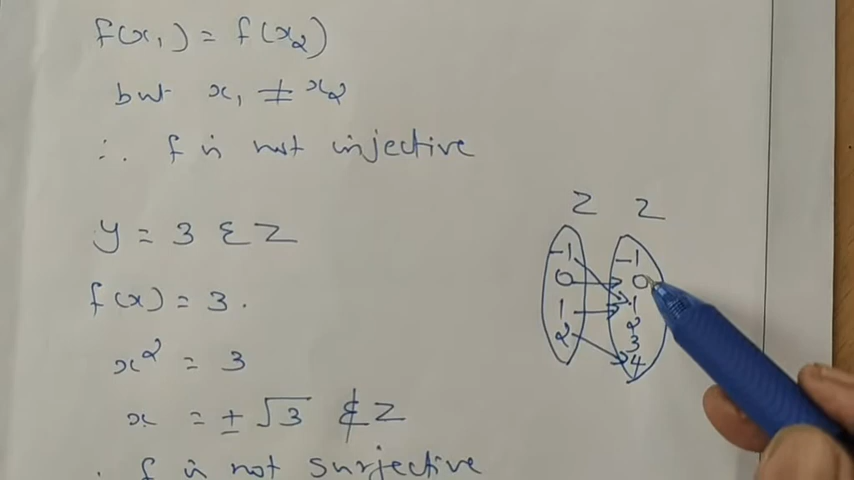 f(x₁) = f(x₂)
but x₁ ≠ x₂
∴ f is not injective
y = 3 ∈ Z
f(x) = 3.
x² = 3
x = ± √3 ∉ Z
. f is not surjective
Z Z
-1 -1
0 0
1 1
2 2
3
4